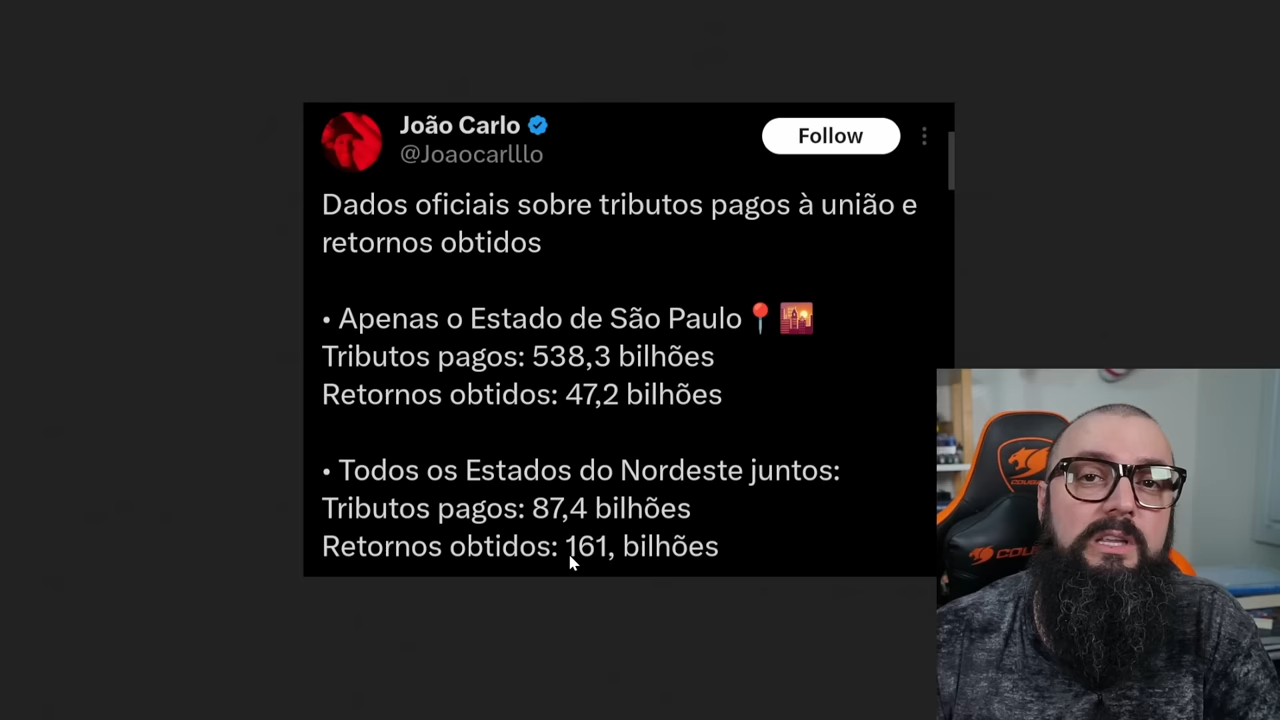 João Carlo
@Joaocarlllo
Follow
Dados oficiais sobre tributos pagos à união e
retornos obtidos
• Apenas o Estado de São Paulo📍🌇
Tributos pagos: 538,3 bilhões
Retornos obtidos: 47,2 bilhões
• Todos os Estados do Nordeste juntos:
Tributos pagos: 87,4 bilhões
Retornos obtidos: 161, bilhões